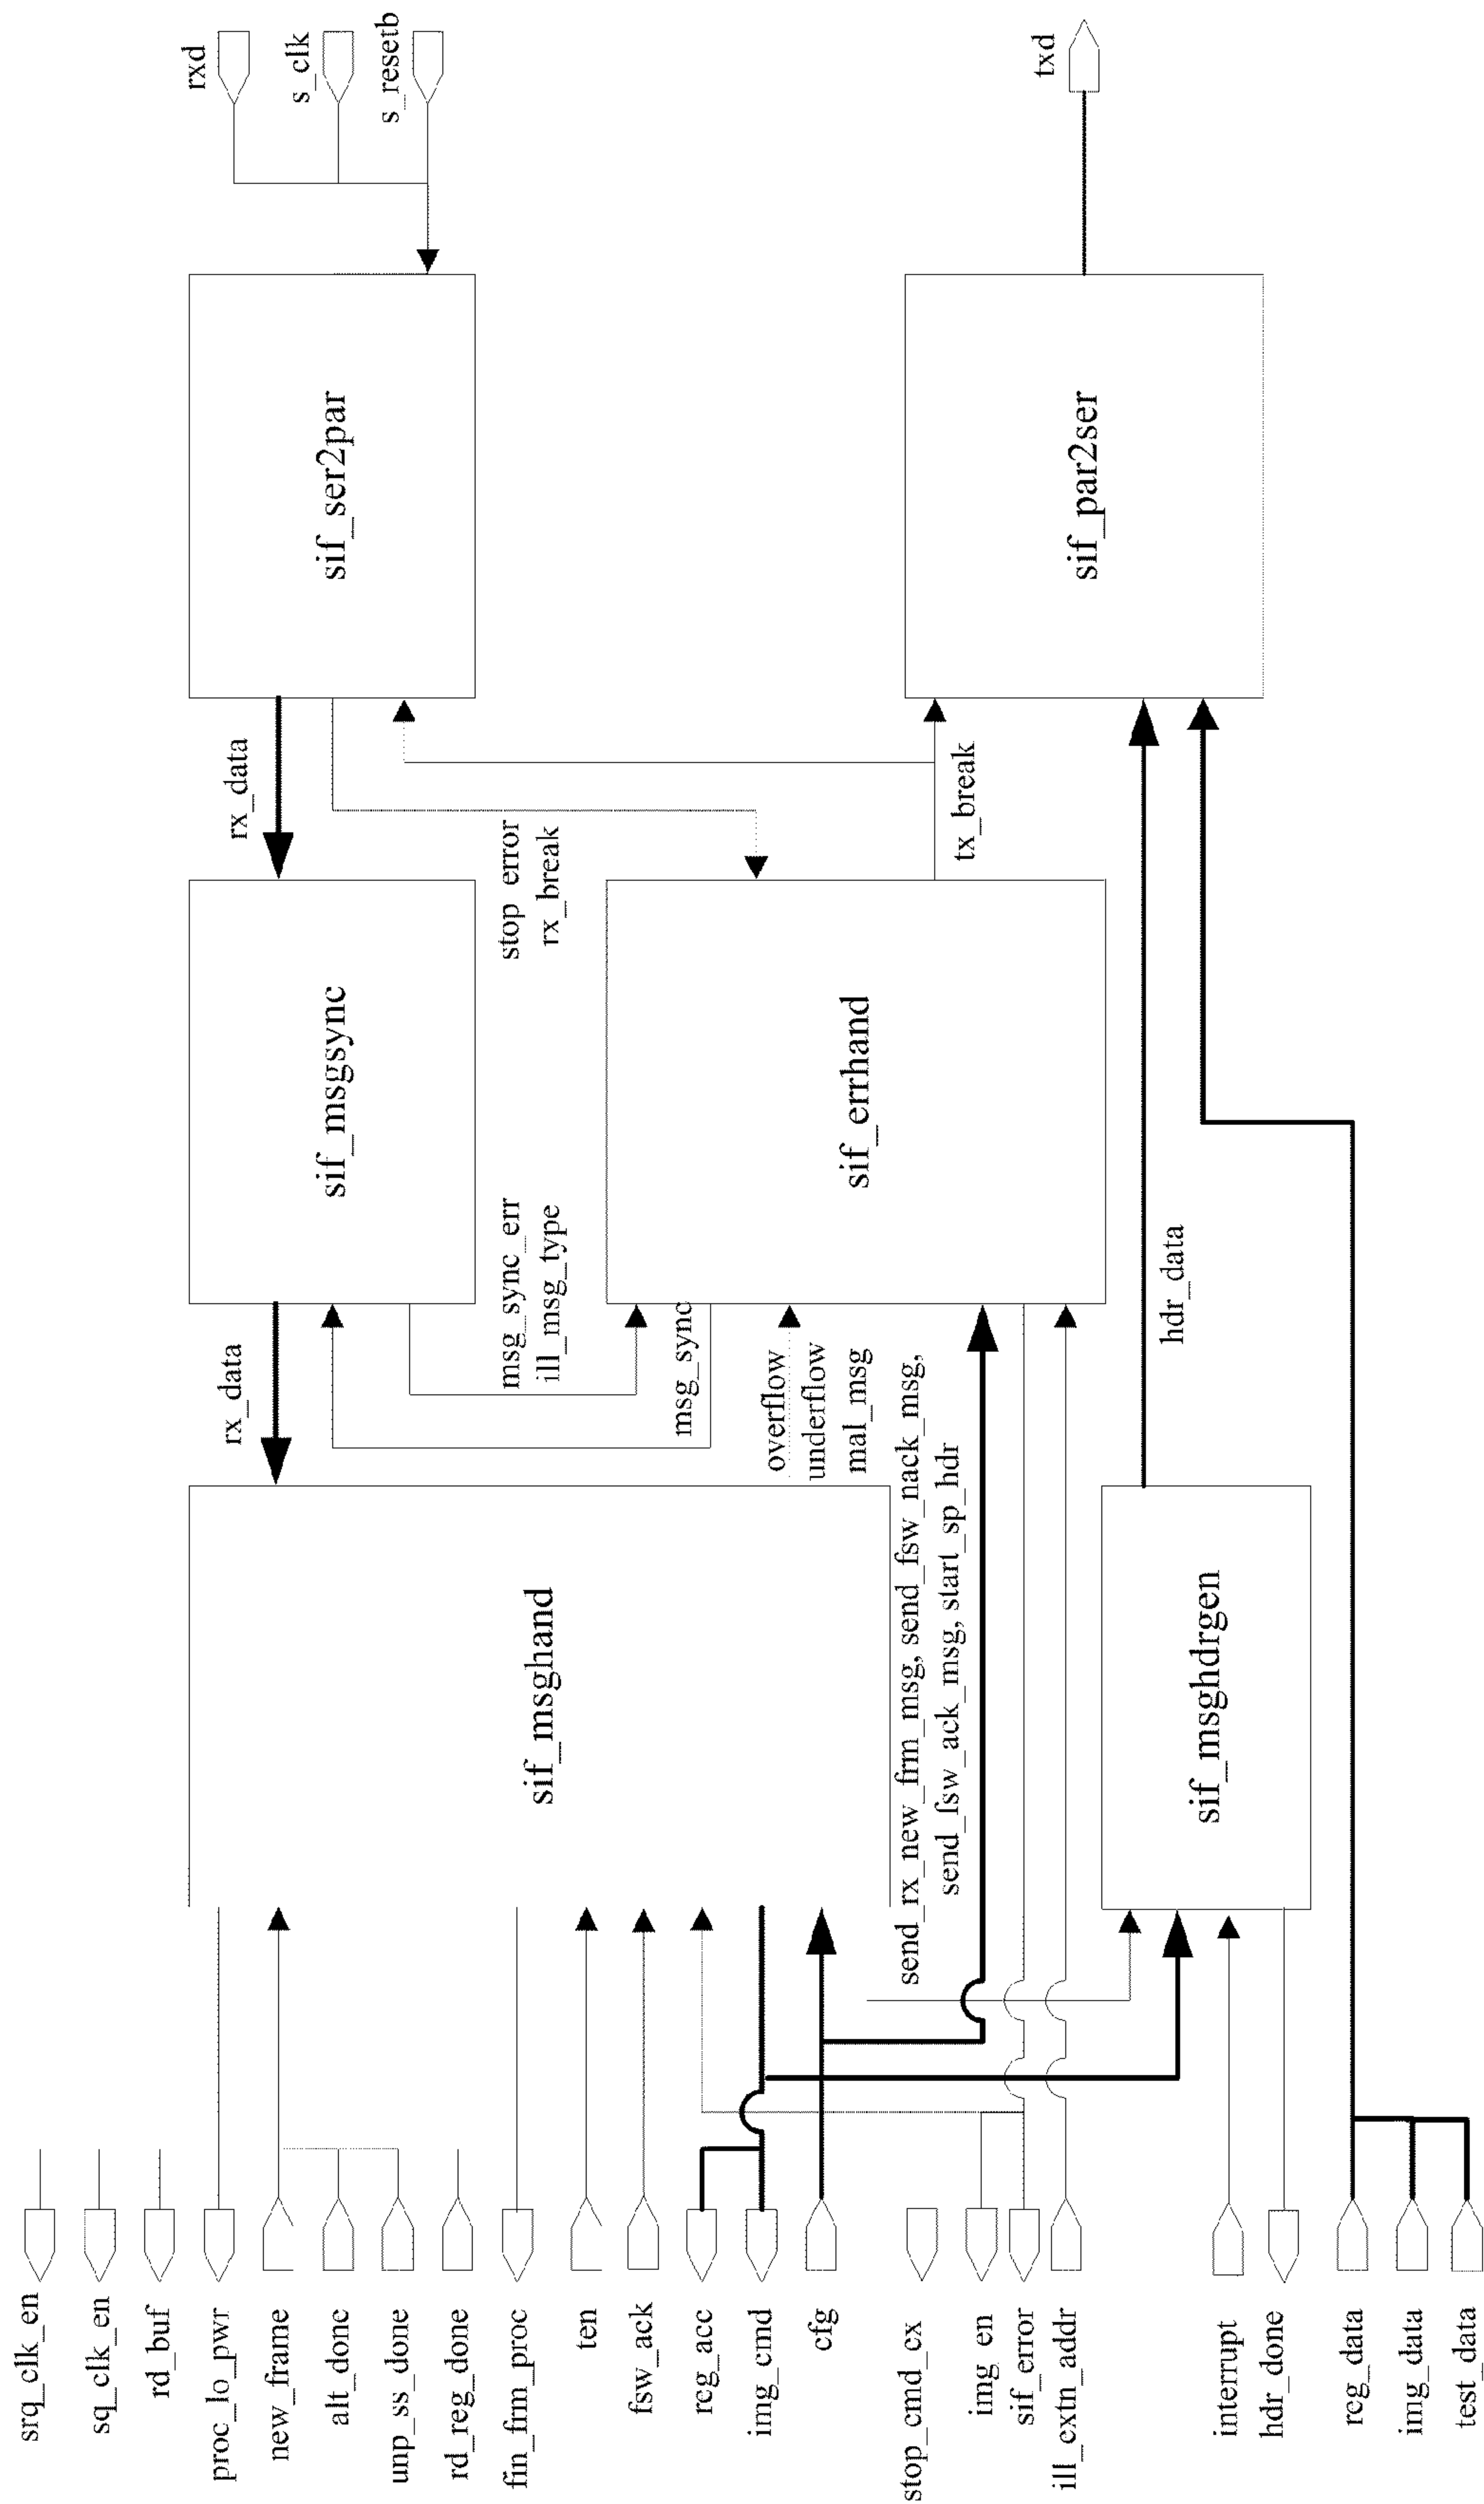 srq_clk_en
sq_clk_en
rd_buf
proc_lo_pwr
new_frame
alt_done
unp_ss_done
rd_reg_done
fin_frm_proc
ten
fsw_ack
reg_acc
img_cmd
cfg
stop_cmd_ex
img_en
sif_error
ill_extn_addr
interrupt
hdr_done
reg_data
img_data
test_data
sif_msghand
send_rx_new_frm_msg, send_fsw_nack_msg,
send_fsw_ack_msg, start_sp_hdr
sif_msghdrgen
rx_data
msg_sync_err
ill_msg_type
msg_sync
overflow
underflow
mal_msg
hdr_data
sif_msgsync
sif_errhand
rx_data
stop_error
rx_break
tx_break
sif_ser2par
sif_par2ser
rxd
s_clk
s_resetb
txd